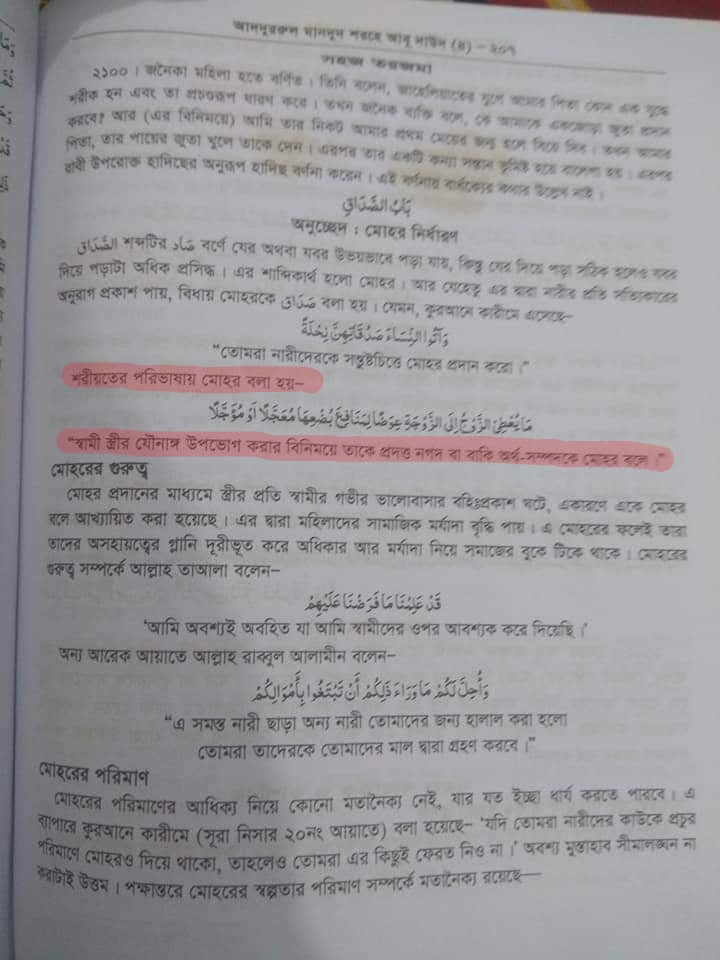 আদদুররুল মানদুদ শরহে আবু দাউদ (৪) - ২০৭
সহজ তরজমা
২১০০। জনৈকা মহিলা হতে বর্ণিত। তিনি বলেন, জাহেলিয়াতের যুগে আমার পিতা কোন এক যুদ্ধে
শরীক হন এবং তা প্রচণ্ডরূপ ধারণ করে। তখন জনৈক ব্যক্তি বলে, কে আমাকে একজোড়া জুতা প্রদান
করবে? আর (এর বিনিময়ে) আমি তার নিকট আমার প্রথম মেয়ের জন্ম হলে বিয়ে দিব। তখন আমার
পিতা, তার পায়ের জুতা খুলে তাকে দেন। এরপর তার একটি কন্যা সন্তান ভূমিষ্ট হয়ে বালেগা হয়। এরপর
রাবী উপরোক্ত হাদিছের অনুরূপ হাদিছ বর্ণনা করেন। এই বর্ণনায় বার্ধক্যের কথার উল্লেখ নাই।
بَابُ الصَّدَاقِ
অনুচ্ছেদ : মোহর নির্ধারণ
الصَّدَاقِ শব্দটির صَاد বর্ণে যের অথবা যবর উভয়ভাবে পড়া যায়, কিন্তু যের দিয়ে পড়া সঠিক হলেও যবর
দিয়ে পড়াটা অধিক প্রসিদ্ধ। এর শাব্দিকার্থ হলো মোহর। আর যেহেতু এর দ্বারা নারীর প্রতি সত্যিকারের
অনুরাগ প্রকাশ পায়, বিধায় মোহরকে صَدَاق বলা হয়। যেমন, কুরআনে কারীমে এসেছে–
وَآتُوا النِّسَاءَ صَدُقَاتِهِنَّ نِحْلَةً
“তোমরা নারীদেরকে সন্তুষ্টচিত্তে মোহর প্রদান করো।”
শরীয়তের পরিভাষায় মোহর বলা হয়–
مَا يُعْطِي الزَّوْجُ إِلَى الزَّوْجَةِ عِوَضًا لِمَنَافِعِ بُضْعِهَا مُعَجَّلًا أَوْ مُؤَجَّلًا
“স্বামী স্ত্রীর যৌনাঙ্গ উপভোগ করার বিনিময়ে তাকে প্রদত্ত নগদ বা বাকি অর্থ-সম্পদকে মোহর বলে।”
মোহরের গুরুত্ব
মোহর প্রদানের মাধ্যমে স্ত্রীর প্রতি স্বামীর গভীর ভালোবাসার বহিঃপ্রকাশ ঘটে, একারণে একে মোহর
বলে আখ্যায়িত করা হয়েছে। এর দ্বারা মহিলাদের সামাজিক মর্যাদা বৃদ্ধি পায়। এ মোহরের ফলেই তারা
তাদের অসহায়ত্বের গ্লানি দূরীভূত করে অধিকার আর মর্যাদা নিয়ে সমাজের বুকে টিকে থাকে। মোহরের
গুরুত্ব সম্পর্কে আল্লাহ তাআলা বলেন–
قَدْ عَلِمْنَا مَا فَرَضْنَا عَلَيْهِمْ
‘আমি অবশ্যই অবহিত যা আমি স্বামীদের ওপর আবশ্যক করে দিয়েছি।’
অন্য আরেক আয়াতে আল্লাহ রাব্বুল আলামীন বলেন–
وَأُحِلَّ لَكُمْ مَا وَرَاءَ ذَلِكُمْ أَنْ تَبْتَغُوا بِأَمْوَالِكُمْ
“এ সমস্ত নারী ছাড়া অন্য নারী তোমাদের জন্য হালাল করা হলো
তোমরা তাদেরকে তোমাদের মাল দ্বারা গ্রহণ করবে।”
মোহরের পরিমাণ
মোহরের পরিমাণের আধিক্য নিয়ে কোনো মতানৈক্য নেই, যার যত ইচ্ছা ধার্য করতে পারবে। এ
ব্যাপারে কুরআনে কারীমে (সূরা নিসার ২০নং আয়াতে) বলা হয়েছে– ‘যদি তোমরা নারীদের কাউকে প্রচুর
পরিমাণে মোহরও দিয়ে থাকো, তাহলেও তোমরা এর কিছুই ফেরত নিও না।’ অবশ্য মুস্তাহাব সীমালঙ্ঘন না
করাটাই উত্তম। পক্ষান্তরে মোহরের স্বল্পতার পরিমাণ সম্পর্কে মতানৈক্য রয়েছে—